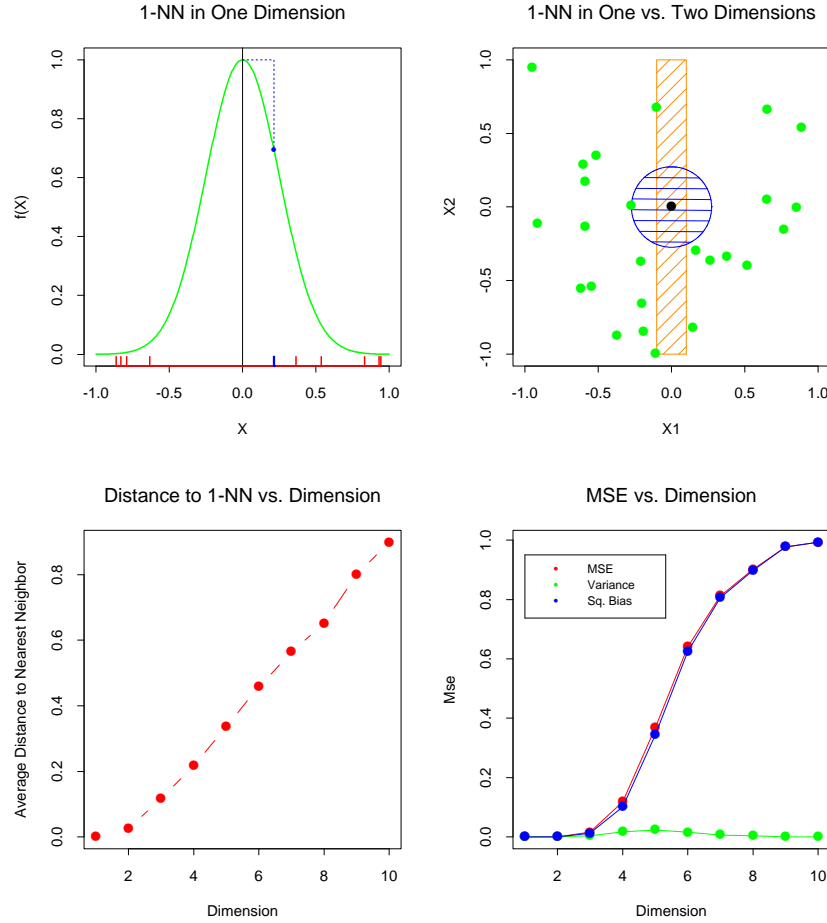 1-NN in One Dimension
f(X)
1.0
0.8
0.6
0.4
0.2
0.0
-1.0 -0.5 0.0 0.5 1.0
X
1-NN in One vs. Two Dimensions
X2
1.0
0.5
0.0
-0.5
-1.0
-1.0 -0.5 0.0 0.5 1.0
X1
Distance to 1-NN vs. Dimension
Average Distance to Nearest Neighbor
0.8
0.6
0.4
0.2
0.0
2 4 6 8 10
Dimension
MSE vs. Dimension
Mse
1.0
0.8
0.6
0.4
0.2
0.0
MSE
Variance
Sq. Bias
2 4 6 8 10
Dimension